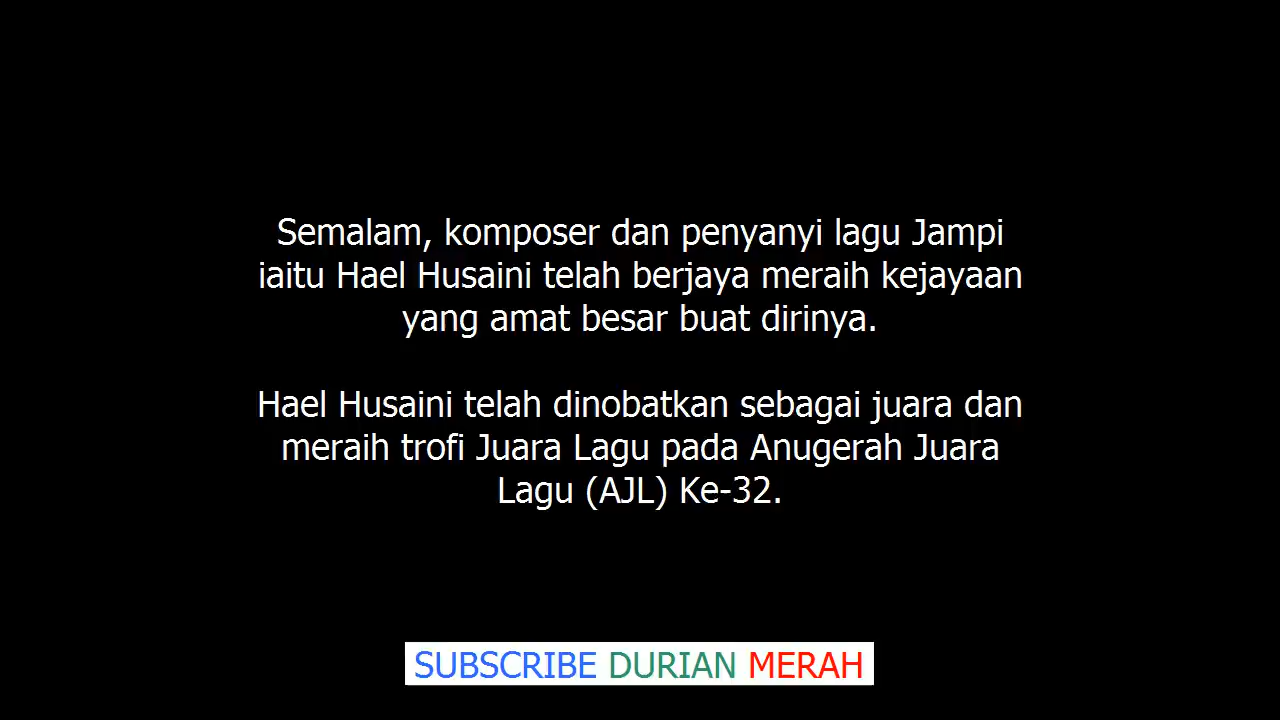 Semalam, komposer dan penyanyi lagu Jampi
iaitu Hael Husaini telah berjaya meraih kejayaan
yang amat besar buat dirinya.
Hael Husaini telah dinobatkan sebagai juara dan
meraih trofi Juara Lagu pada Anugerah Juara
Lagu (AJL) Ke-32.
SUBSCRIBE DURIAN MERAH